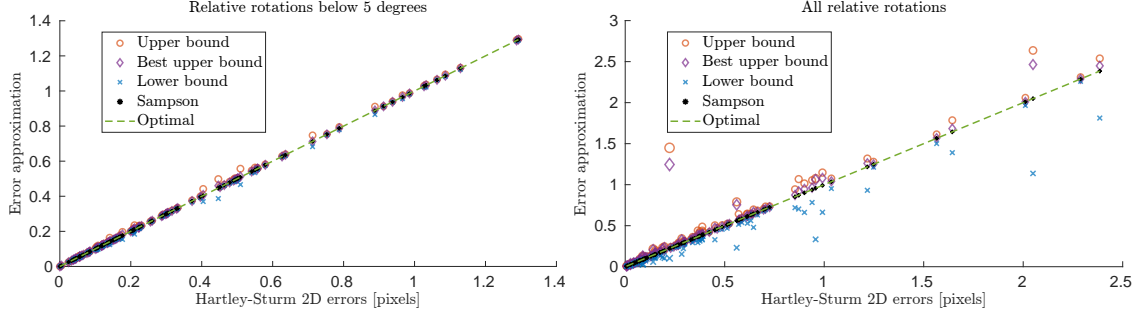 Relative rotations below 5 degrees
Error approximation
1.4
1.2
1
0.8
0.6
0.4
0.2
0
Upper bound
Best upper bound
Lower bound
Sampson
Optimal
0
0.2
0.4
0.6
0.8
1
1.2
1.4
Hartley-Sturm 2D errors [pixels]
All relative rotations
Error approximation
3
2.5
2
1.5
1
0.5
0
Upper bound
Best upper bound
Lower bound
Sampson
Optimal
0
0.5
1
1.5
2
2.5
Hartley-Sturm 2D errors [pixels]